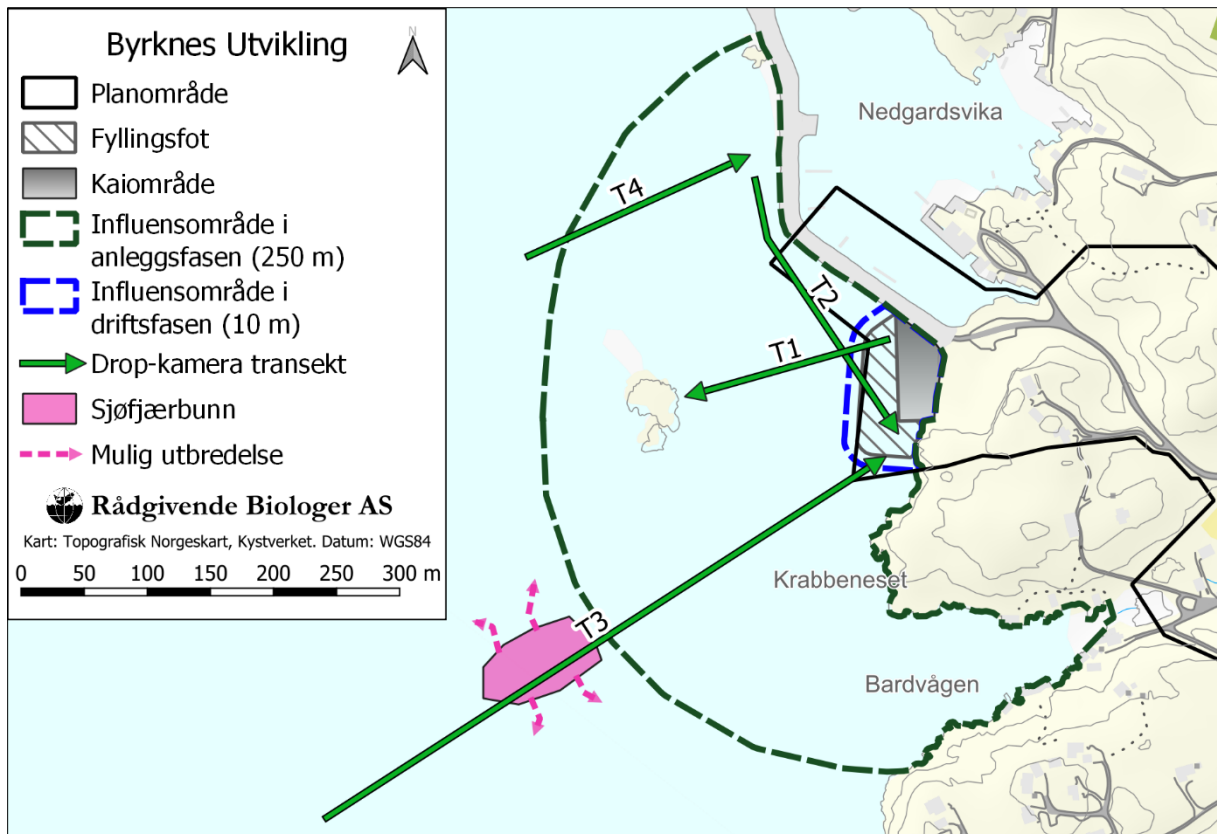 Byrknes Utvikling
N
Planområde
Fyllingsfot
Kaiområde
Influensområde i
anleggsfasen (250 m)
Influensområde i
driftsfasen (10 m)
Drop-kamera transekt
Sjøfjærbunn
Mulig utbredelse
Rådgivende Biologer AS
Kart: Topografisk Norgeskart, Kystverket. Datum: WGS84
0 50 100 150 200 250 300 m
Nedgardsvika
T4
T2
T1
T3
Krabbeneset
Bardvågen